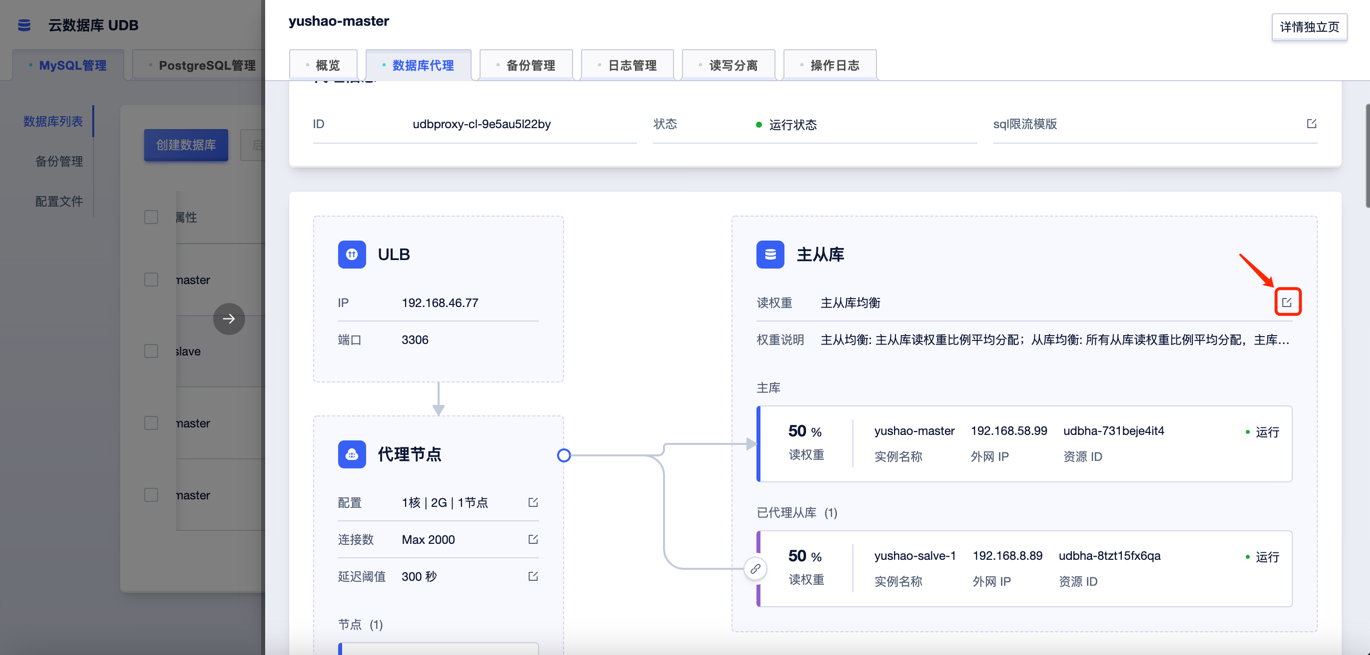 云数据库 UDB
MySQL管理
PostgreSQL管理
数据库列表
备份管理
配置文件
创建数据库
启
属性
master
slave
master
master
yushao-master
详情独立页
概览
数据库代理
备份管理
日志管理
读写分离
操作日志
ID
udbproxy-cl-9e5au5l22by
状态
运行状态
sql限流模版
ULB
IP
192.168.46.77
端口
3306
代理节点
配置
1核 | 2G | 1节点
连接数
Max 2000
延迟阈值
300 秒
节点 (1)
主从库
读权重
主从库均衡
权重说明
主从均衡: 主从库读权重比例平均分配；从库均衡: 所有从库读权重比例平均分配，主库...
主库
50 %
读权重
yushao-master
实例名称
192.168.58.99
外网 IP
udbha-731beje4it4
资源 ID
运行
已代理从库 (1)
50 %
读权重
yushao-salve-1
实例名称
192.168.8.89
外网 IP
udbha-8tzt15fx6qa
资源 ID
运行